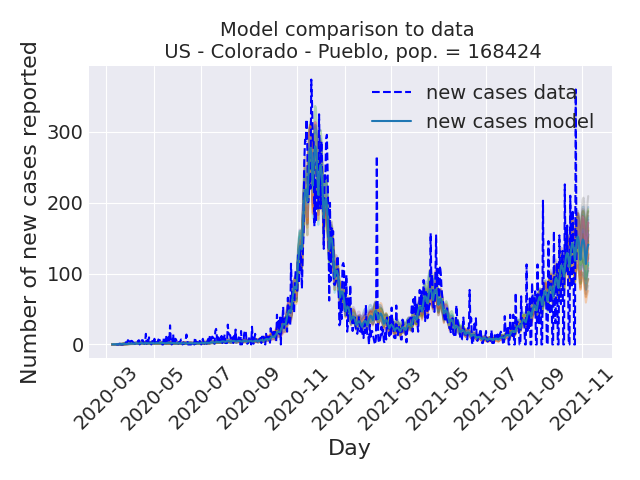 Model comparison to data
US - Colorado - Pueblo, pop. = 168424
new cases data
new cases model
Number of new cases reported
300
200
100
0
2020-03
2020-05
2020-07
2020-09
2020-11
2021-01
2021-03
2021-05
2021-07
2021-09
2021-11
Day